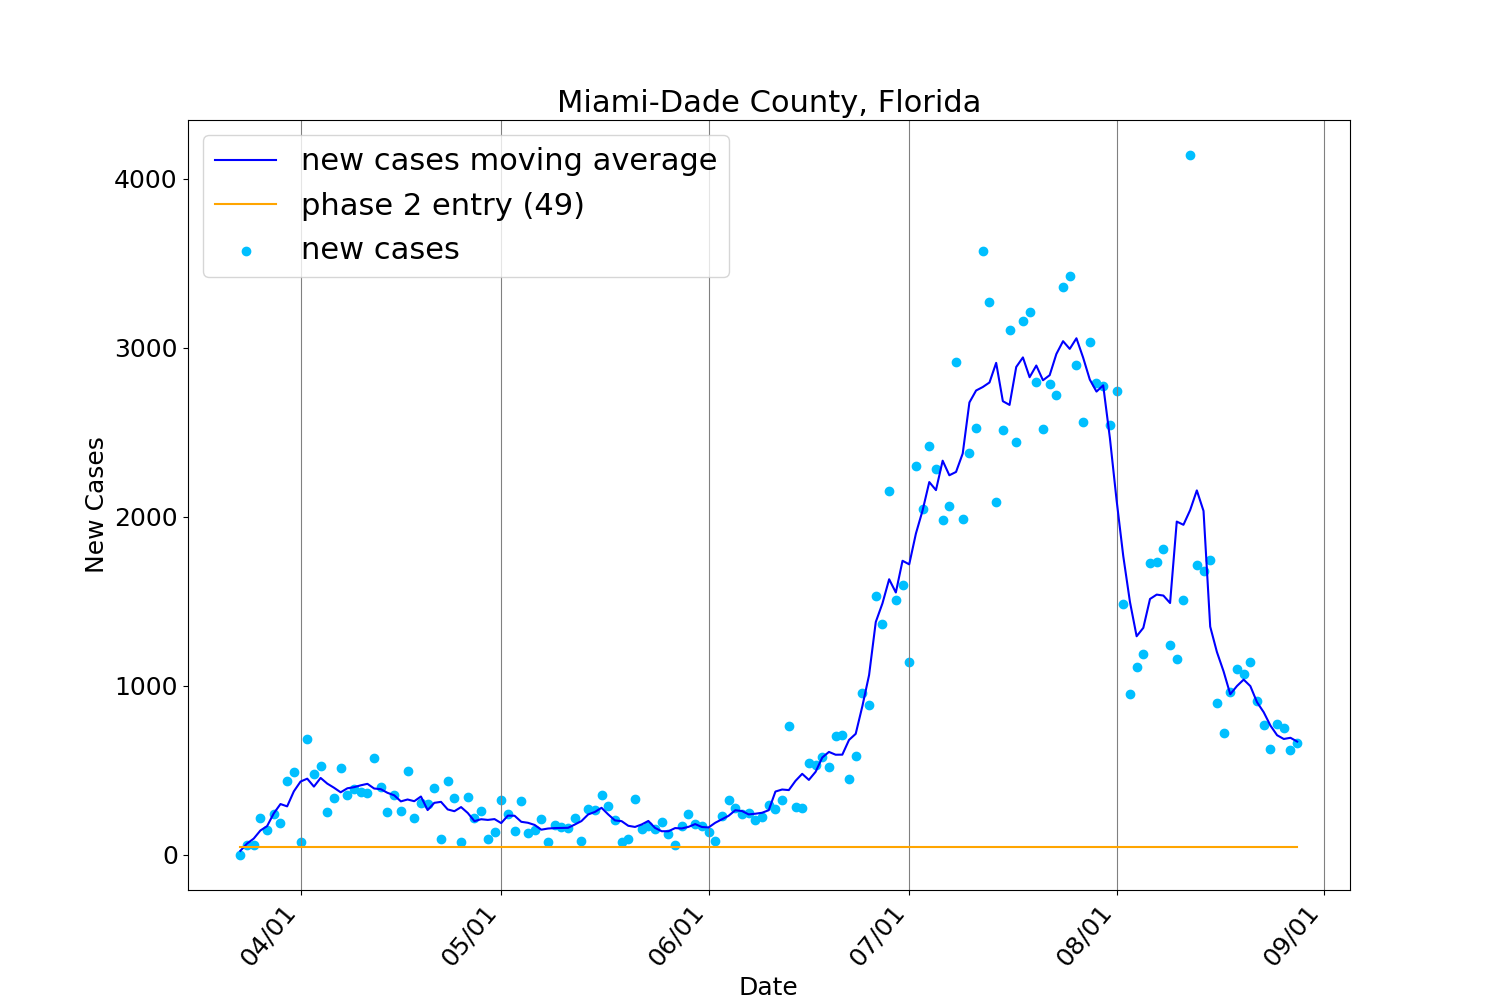 Miami-Dade County, Florida
new cases moving average
phase 2 entry (49)
new cases
4000
3000
2000
1000
0
New Cases
04/01
05/01
06/01
07/01
08/01
09/01
Date